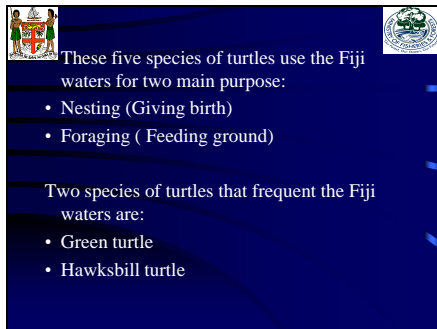 These five species of turtles use the Fiji
waters for two main purpose:
• Nesting (Giving birth)
• Foraging ( Feeding ground)
Two species of turtles that frequent the Fiji
waters are:
• Green turtle
• Hawksbill turtle